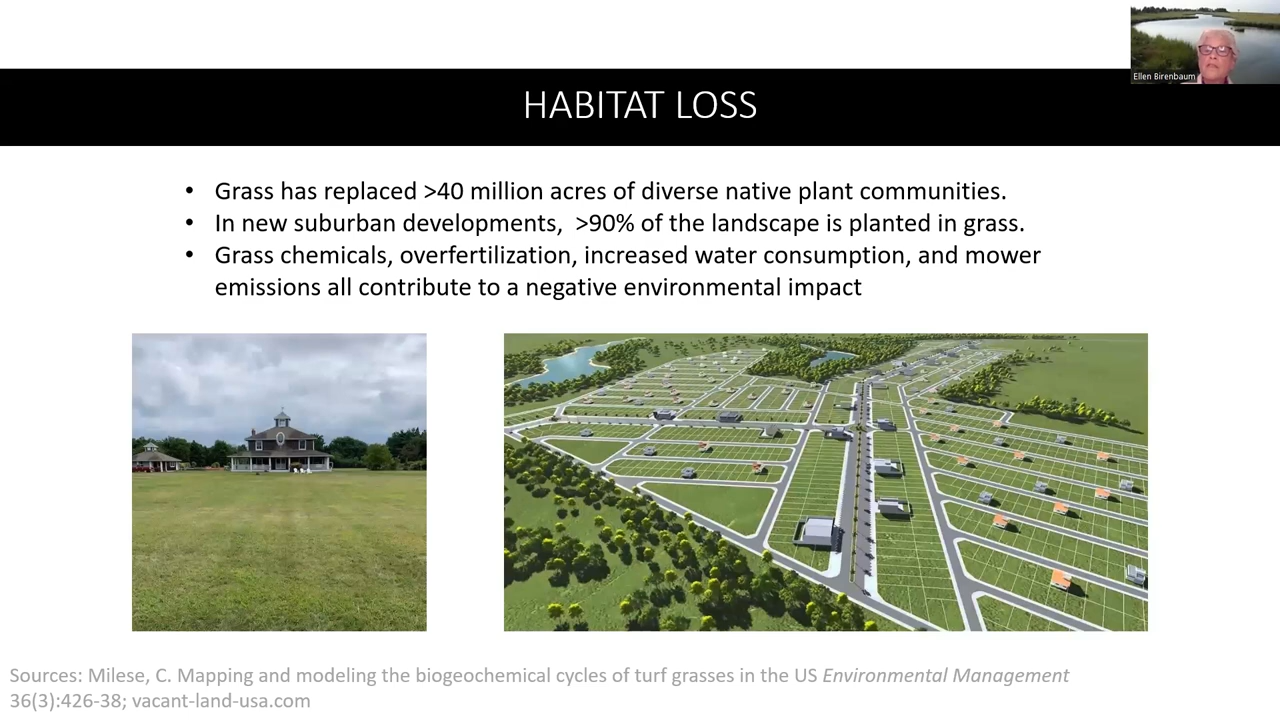 Ellen Birenbaum
HABITAT LOSS
• Grass has replaced >40 million acres of diverse native plant communities.
• In new suburban developments,  >90% of the landscape is planted in grass.
• Grass chemicals, overfertilization, increased water consumption, and mower
emissions all contribute to a negative environmental impact
Sources: Milese, C. Mapping and modeling the biogeochemical cycles of turf grasses in the US Environmental Management
36(3):426-38; vacant-land-usa.com